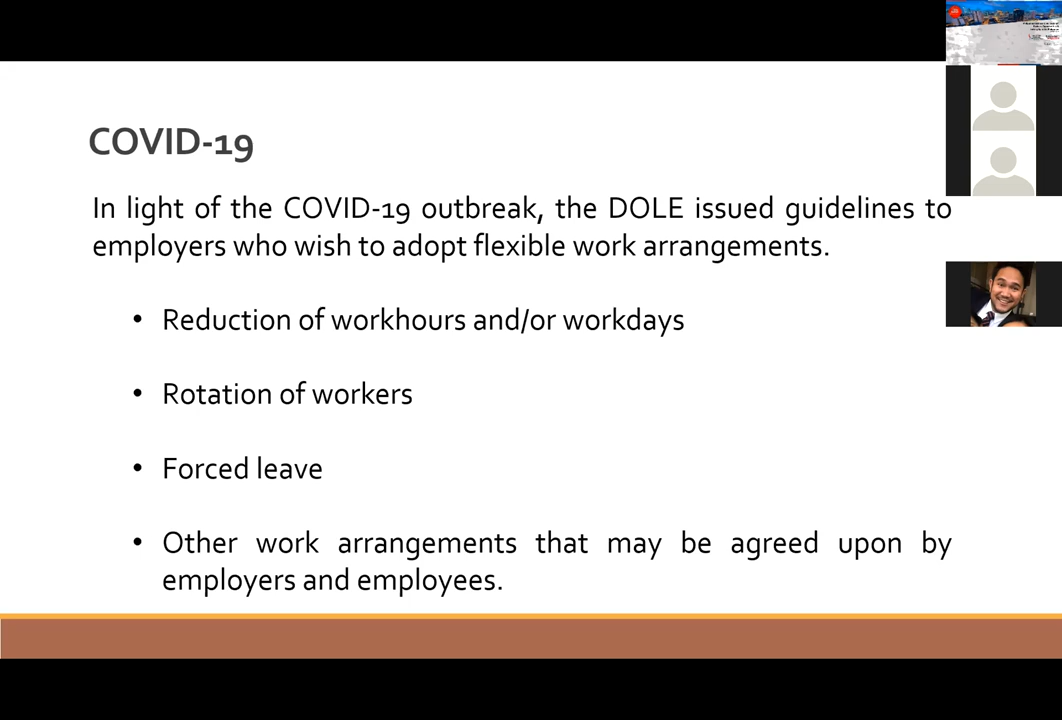 COVID-19
In light of the COVID-19 outbreak, the DOLE issued guidelines to
employers who wish to adopt flexible work arrangements.
• Reduction of workhours and/or workdays
• Rotation of workers
• Forced leave
• Other work arrangements that may be agreed upon by
employers and employees.